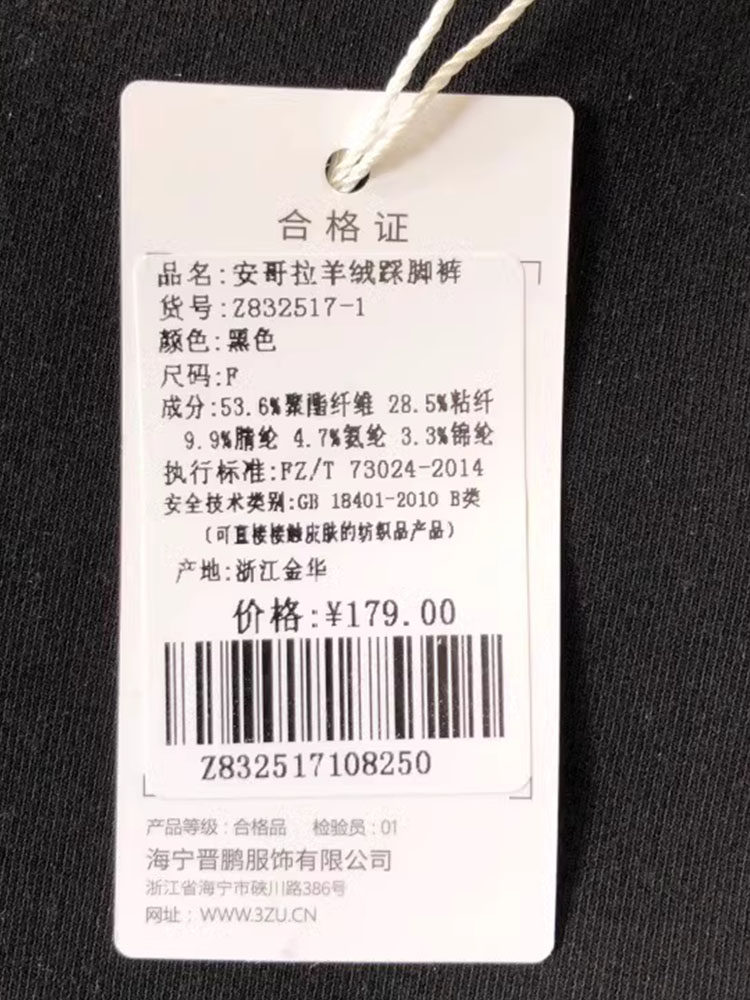 合格证
品名:安哥拉羊绒踩脚裤
货号:Z832517-1
颜色:黑色
尺码:F
成分:53.6%聚酯纤维 28.5%粘纤
9.9%腈纶 4.7%氨纶 3.3%锦纶
执行标准:FZ/T 73024-2014
安全技术类别:GB 18401-2010 B类
(可直接接触皮肤的纺织品产品)
产地:浙江金华
价格:¥179.00
Z832517108250
产品等级:合格品 检验员:01
海宁晋鹏服饰有限公司
浙江省海宁市硖川路386号
网址:WWW.3ZU.CN